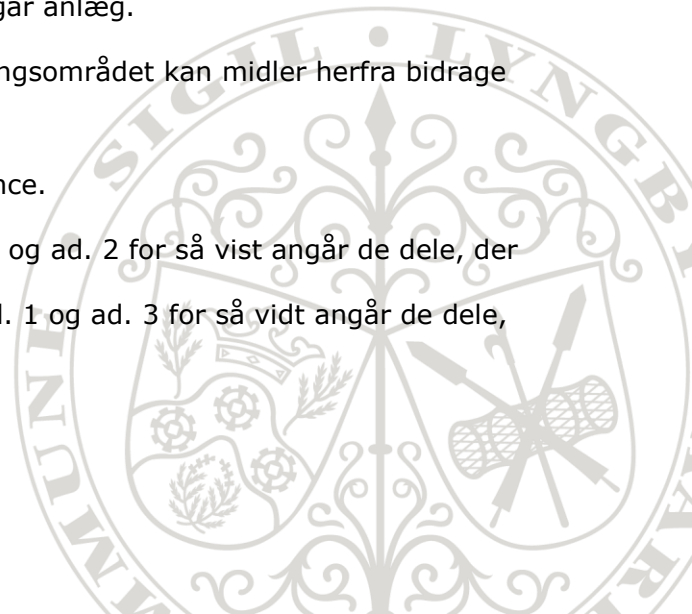 går anlæg.
ngsområdet kan midler herfra bidrage
nce.
og ad. 2 for så vist angår de dele, der
. 1 og ad. 3 for så vidt angår de dele,
SIGIL • LYNGBY
MMUNE •